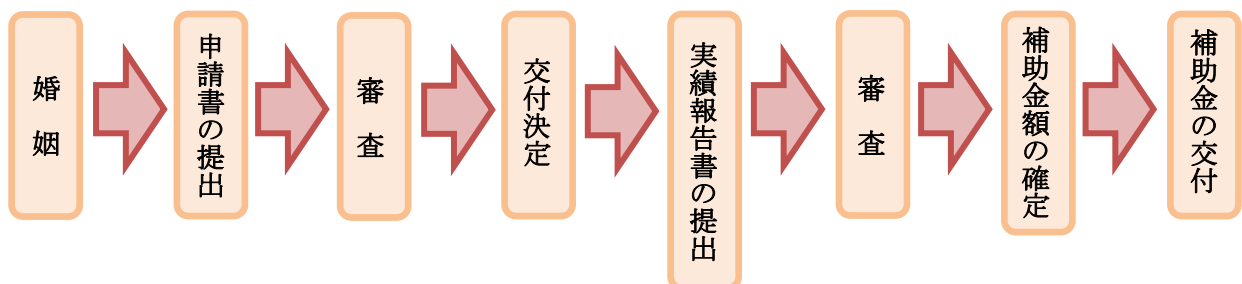 婚姻
申請書の提出
審査
交付決定
実績報告書の提出
審査
補助金額の確定
補助金の交付